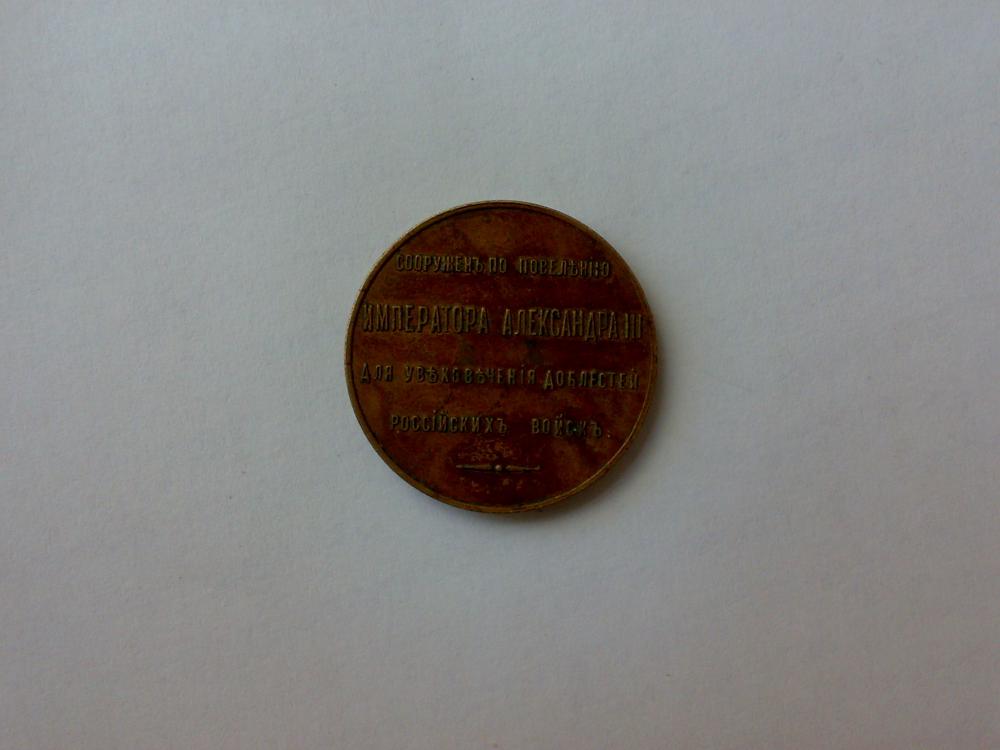 СООРУЖЕНЪ ПО ПОВЕЛѢНІЮ
ИМПЕРАТОРА АЛЕКСАНДРА III
ДЛЯ УВѢКОВѢЧЕНІЯ ДОБЛЕСТЕЙ
РОССІЙСКИХЪ ВОЙСКЪ.